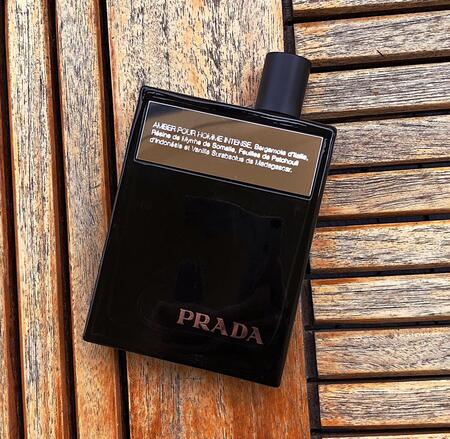 AMBER POUR HOMME INTENSE, Bergamote d'Italie,
Résine de Myrrhe de Somalie, Feuilles de Patchouli
d'Indonésie et Vanille Surabsolue de Madagascar.
PRADA